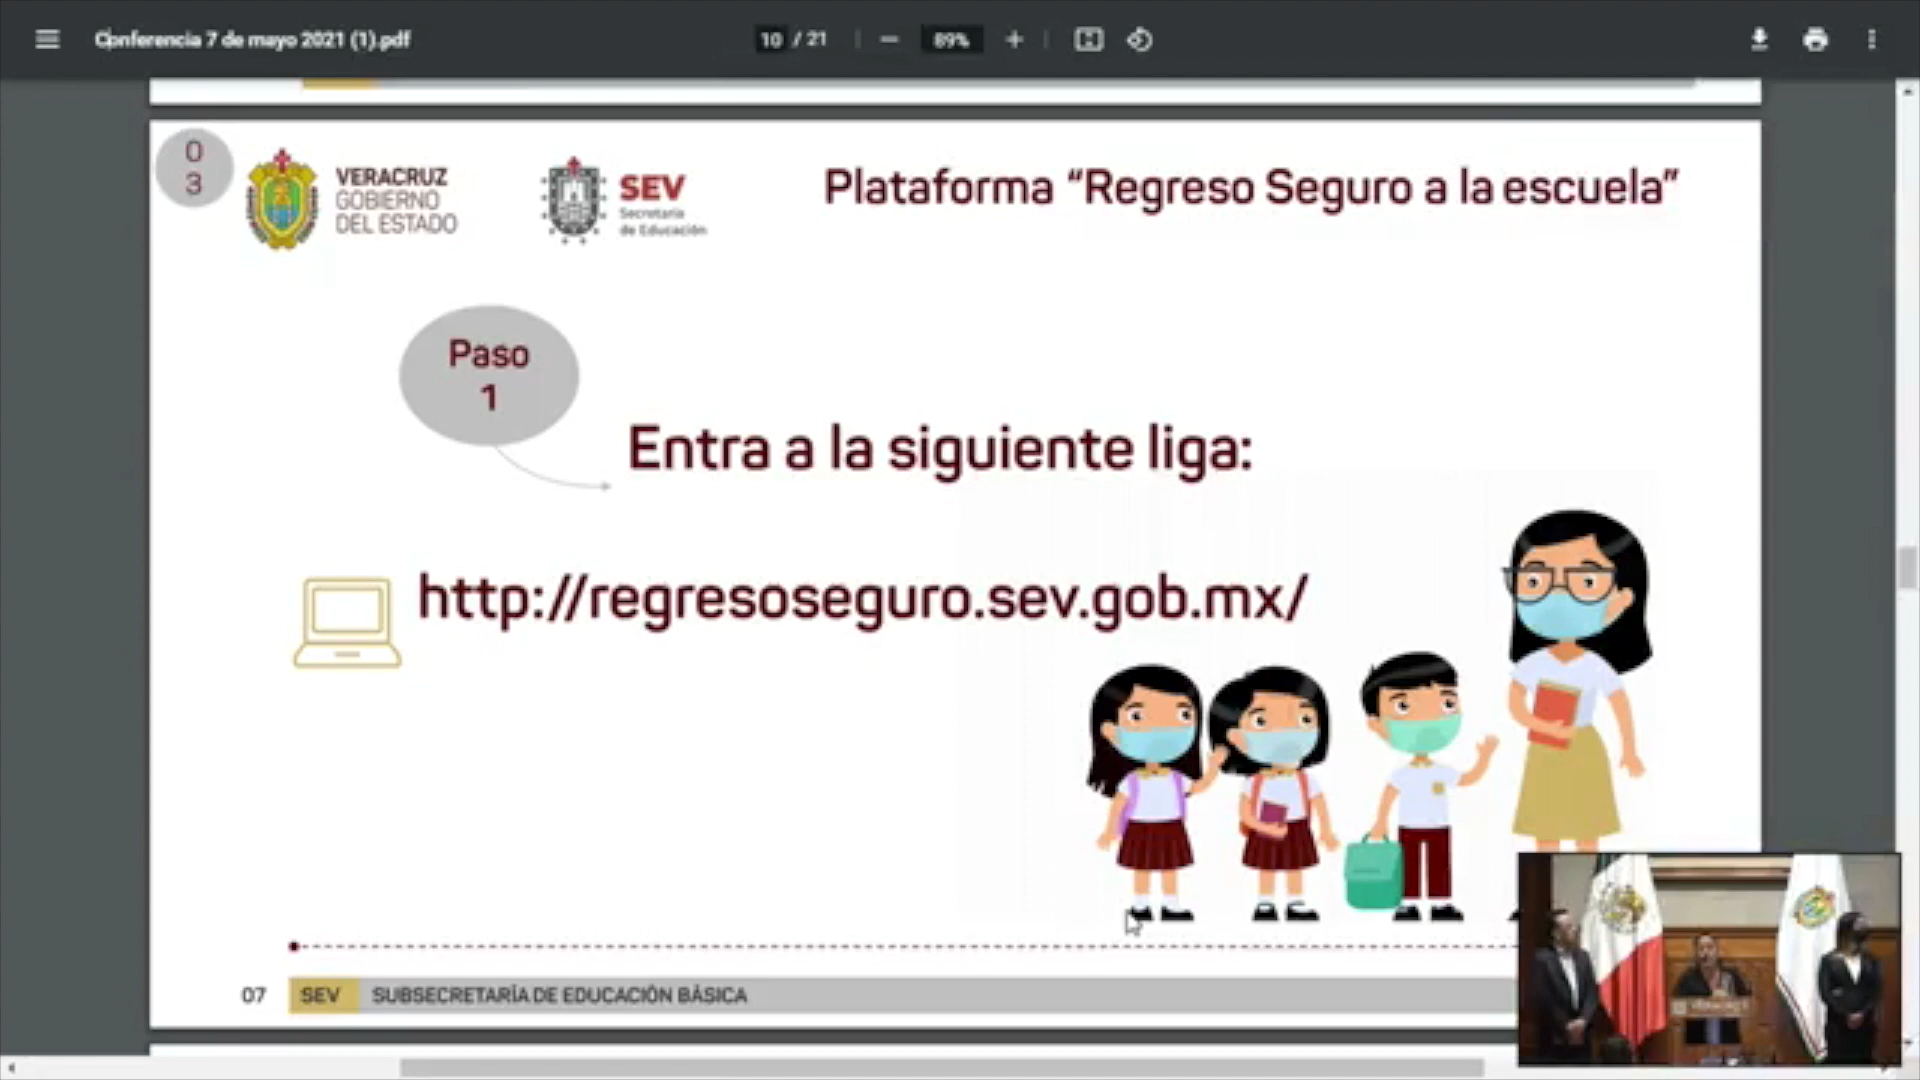 Conferencia 7 de mayo 2021 (1).pdf
10 / 21
89%
0
3
VERACRUZ
GOBIERNO
DEL ESTADO
SEV
Secretaría
de Educación
Plataforma “Regreso Seguro a la escuela”
Paso
1
Entra a la siguiente liga:
http://regresoseguro.sev.gob.mx/
07
SEV
SUBSECRETARÍA DE EDUCACIÓN BÁSICA
VERACRUZ